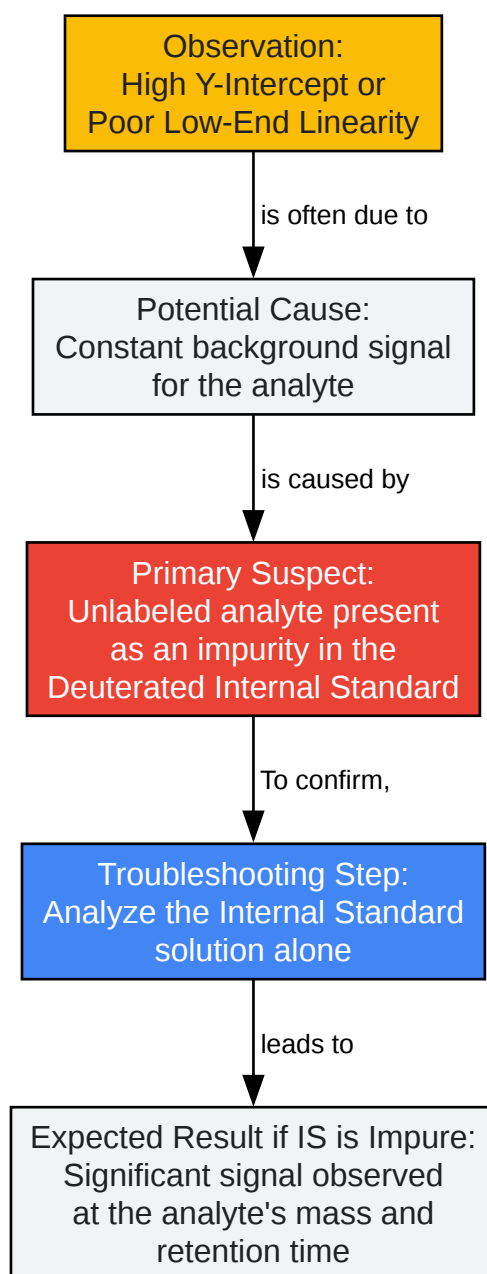 Observation:
High Y-Intercept or
Poor Low-End Linearity
is often due to
Potential Cause:
Constant background signal
for the analyte
is caused by
Primary Suspect:
Unlabeled analyte present
as an impurity in the
Deuterated Internal Standard
To confirm,
Troubleshooting Step:
Analyze the Internal Standard
solution alone
leads to
Expected Result if IS is Impure:
Significant signal observed
at the analyte's mass and
retention time